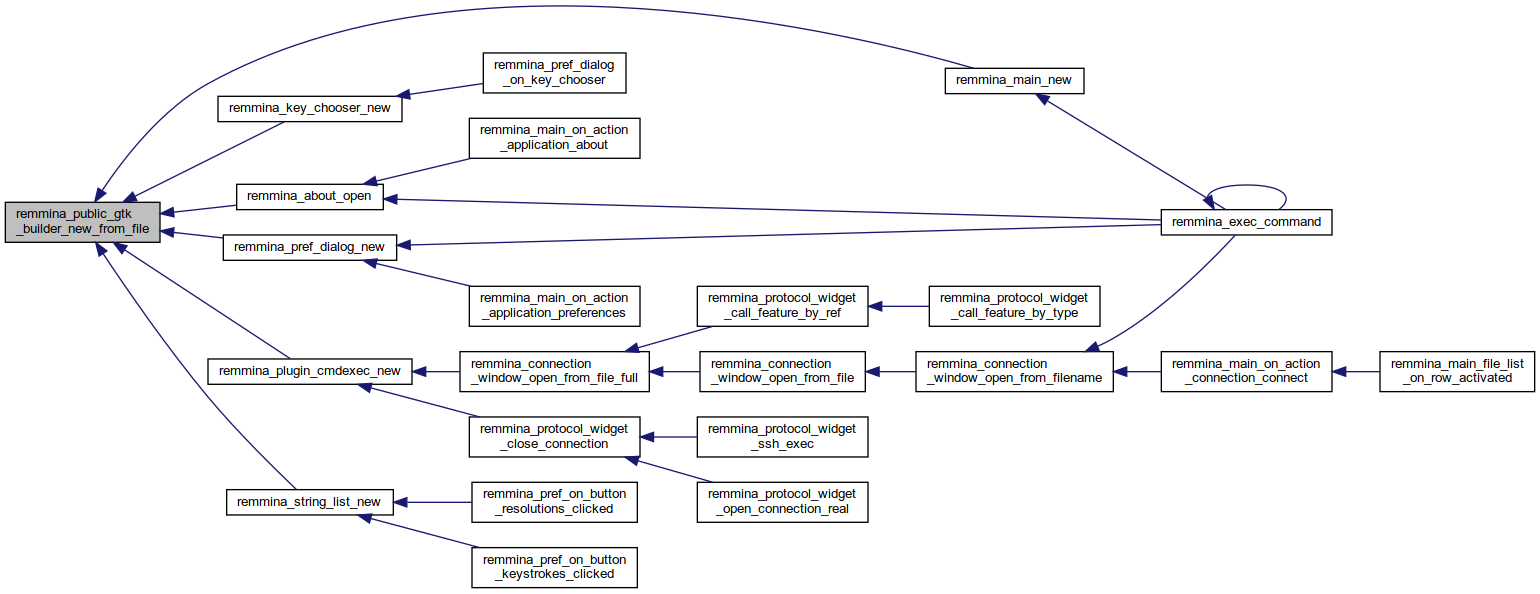 remmina_public_gtk
_builder_new_from_file
remmina_main_new
remmina_key_chooser_new
remmina_pref_dialog
_on_key_chooser
remmina_about_open
remmina_main_on_action
_application_about
remmina_exec_command
remmina_pref_dialog_new
remmina_main_on_action
_application_preferences
remmina_plugin_cmdexec_new
remmina_connection
_window_open_from_file_full
remmina_protocol_widget
_call_feature_by_ref
remmina_protocol_widget
_call_feature_by_type
remmina_connection
_window_open_from_file
remmina_connection
_window_open_from_filename
remmina_main_on_action
_connection_connect
remmina_main_file_list
_on_row_activated
remmina_protocol_widget
_close_connection
remmina_protocol_widget
_ssh_exec
remmina_protocol_widget
_open_connection_real
remmina_string_list_new
remmina_pref_on_button
_resolutions_clicked
remmina_pref_on_button
_keystrokes_clicked